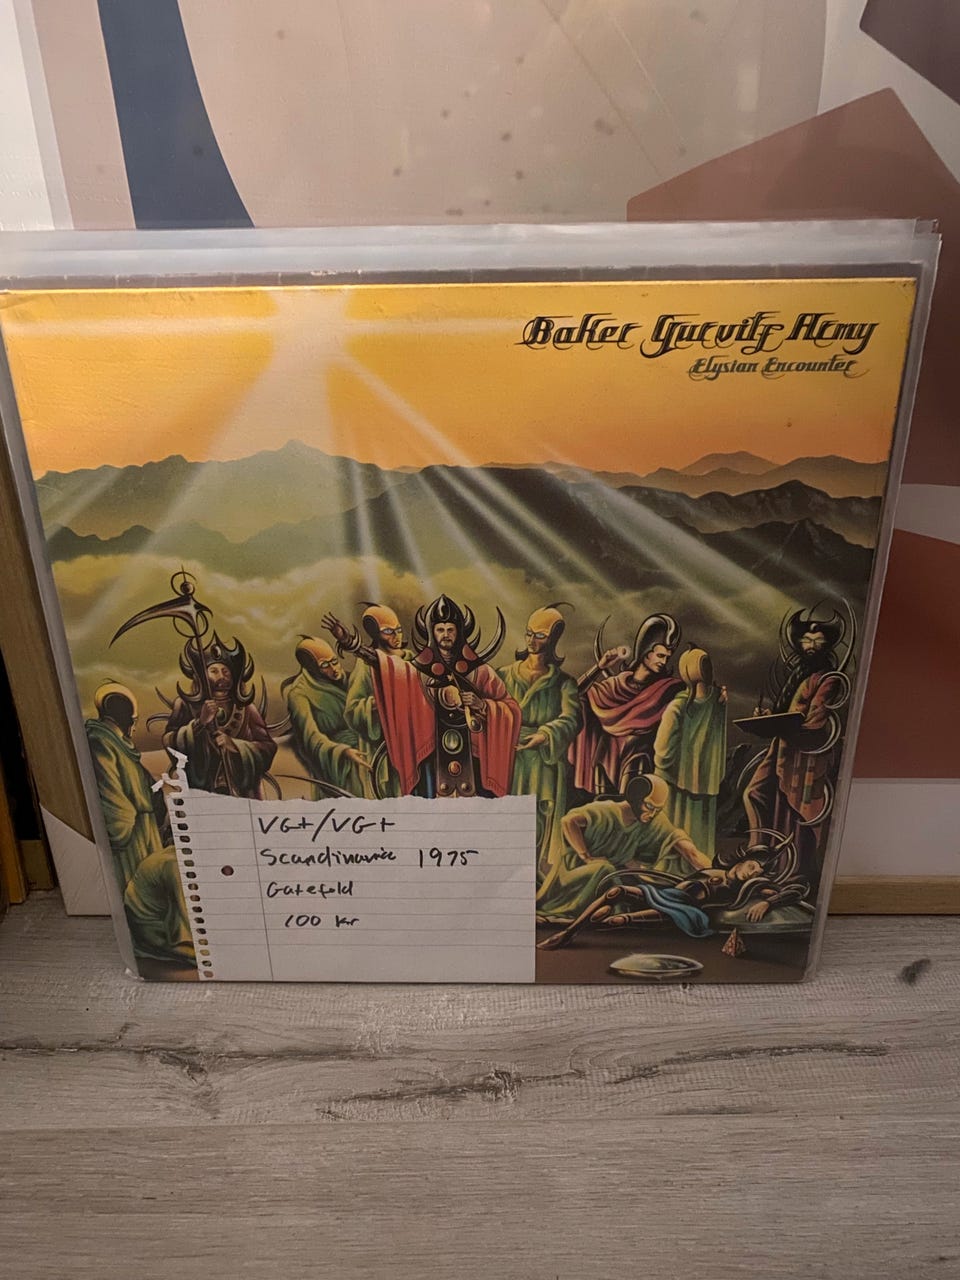 Baker Gurvitz Army
Elysian Encounter
VG+/VG+
Scandinavia 1975
Gatefold
100 kr